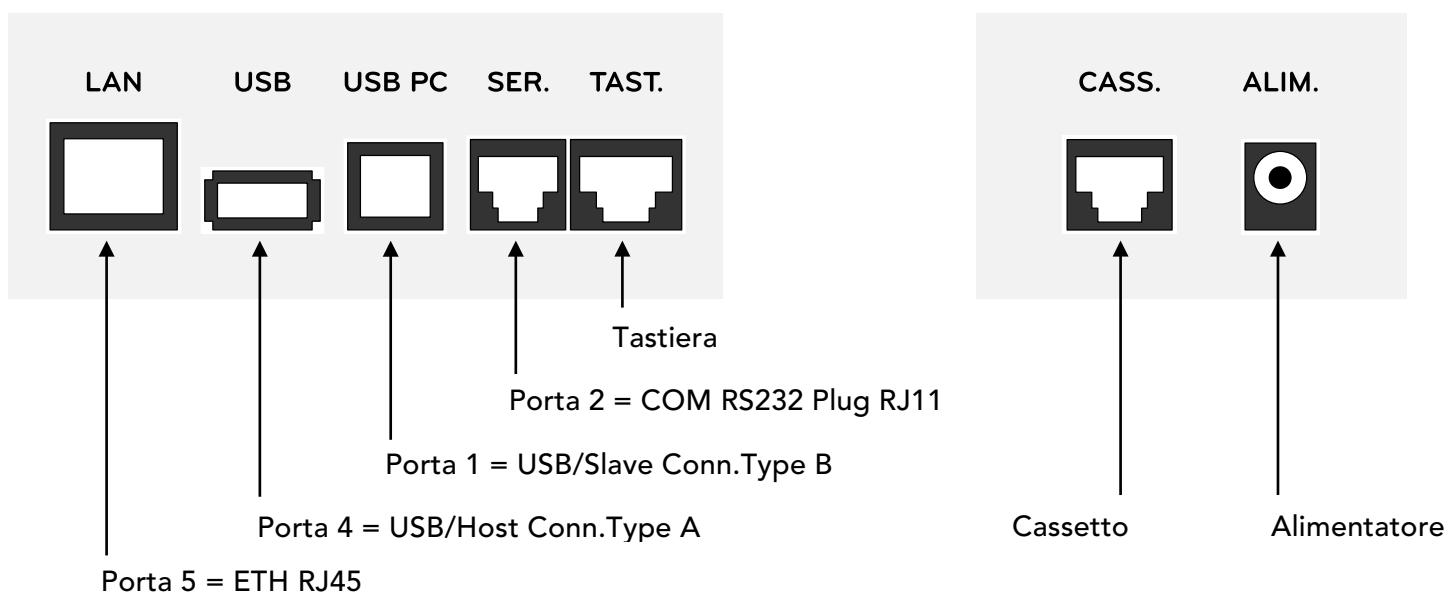 LAN USB USB PC SER. TAST. CASS. ALIM.
Tastiera
Porta 2 = COM RS232 Plug RJ11
Porta 1 = USB/Slave Conn.Type B
Porta 4 = USB/Host Conn.Type A
Cassetto
Alimentatore
Porta 5 = ETH RJ45